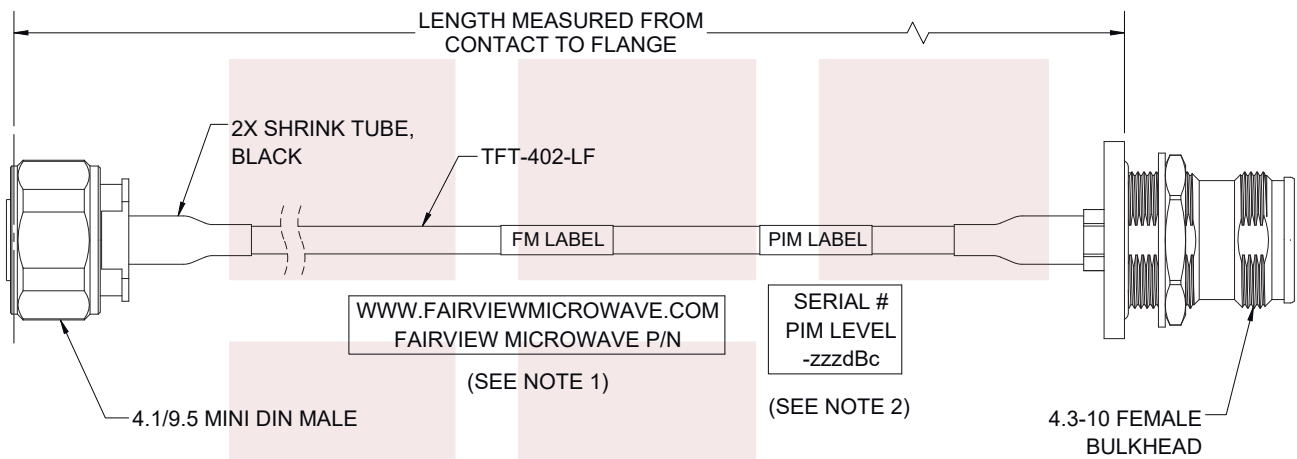 LENGTH MEASURED FROM
CONTACT TO FLANGE
2X SHRINK TUBE,
BLACK
TFT-402-LF
FM LABEL
PIM LABEL
WWW.FAIRVIEWMICROWAVE.COM
FAIRVIEW MICROWAVE P/N
(SEE NOTE 1)
SERIAL #
PIM LEVEL
-zzzdBc
(SEE NOTE 2)
4.1/9.5 MINI DIN MALE
4.3-10 FEMALE
BULKHEAD